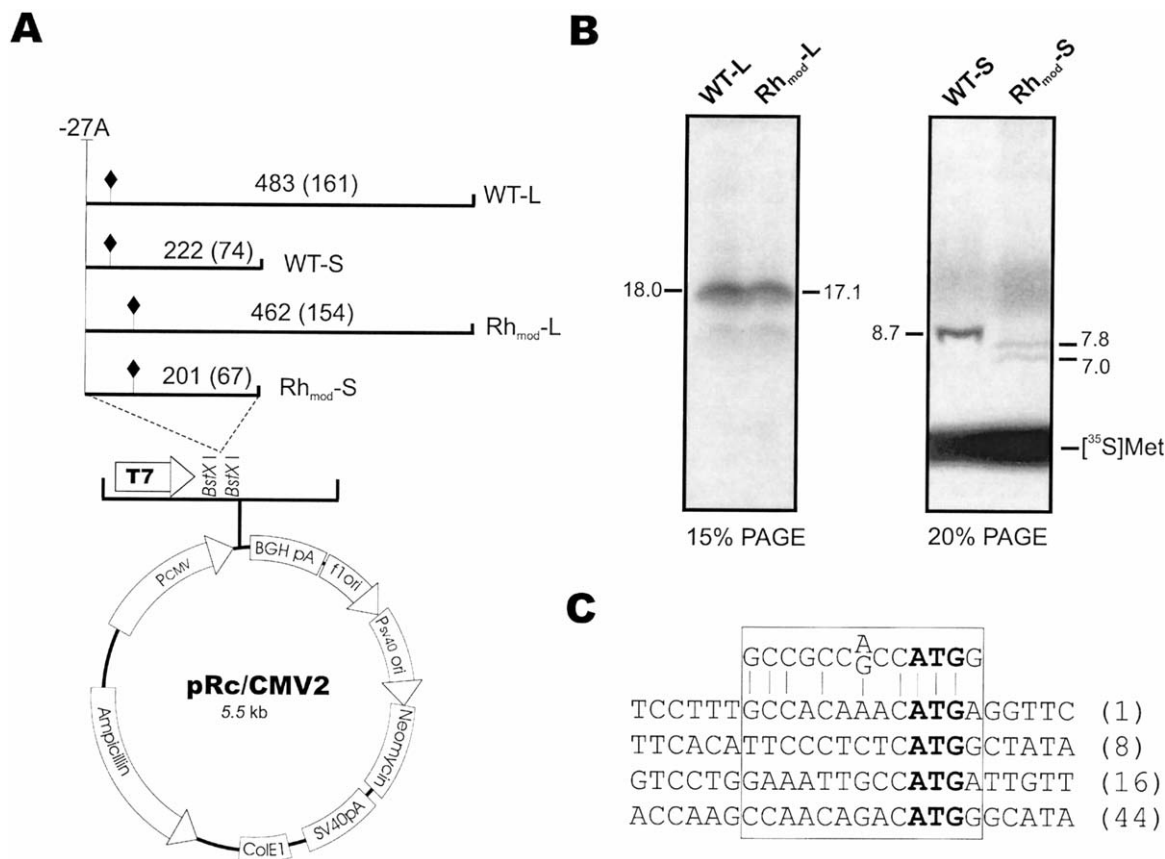 A
-27A
483 (161)
WT-L
222 (74)
WT-S
462 (154)
Rhmod-L
201 (67)
Rhmod-S
T7
BstX I
BstX I
PCMV
BGH pA
f1ori
PSV40 ori
Neomycin
SV40pA
ColE1
Ampicillin
pRc/CMV2
5.5 kb
B
WT-L
Rhmod-L
18.0
17.1
15% PAGE
WT-S
Rhmod-S
8.7
7.8
7.0
[35S]Met
20% PAGE
C
A
GCCGCC CCATGG
G
TCCTTTGCCACAAACATGAGGTTC (1)
TTCACATTCCCTCTCATGGCTATA (8)
GTCCTGGAAATTGCCATGATTGTT (16)
ACCAAGCCAACAGACATGGGCATA (44)